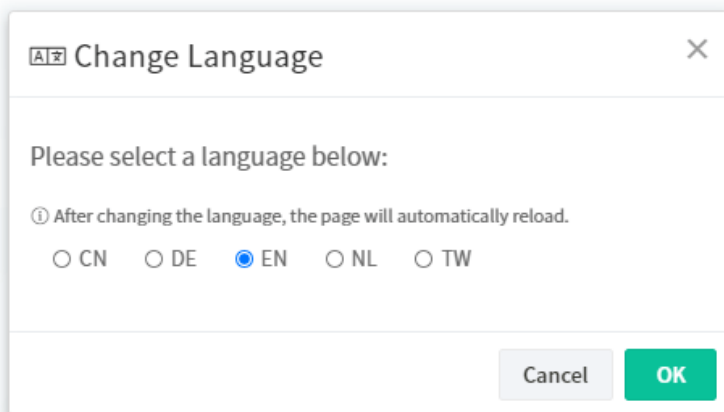 Change Language
Please select a language below:
After changing the language, the page will automatically reload.
CN DE EN NL TW
Cancel OK